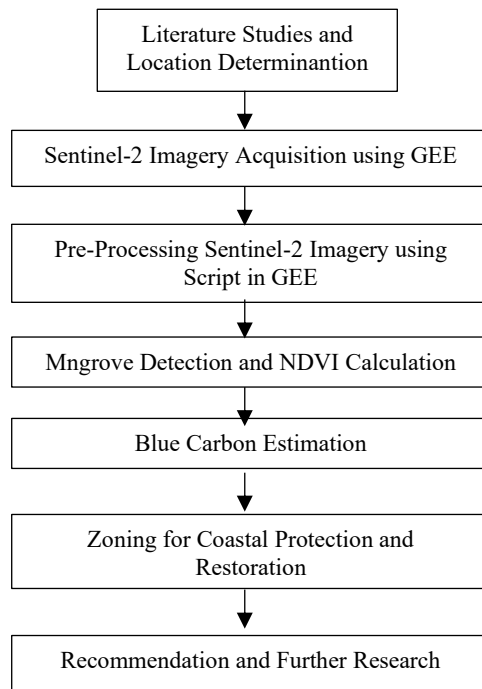 Literature Studies and
Location Determinantion
Sentinel-2 Imagery Acquisition using GEE
Pre-Processing Sentinel-2 Imagery using
Script in GEE
Mngrove Detection and NDVI Calculation
Blue Carbon Estimation
Zoning for Coastal Protection and
Restoration
Recommendation and Further Research